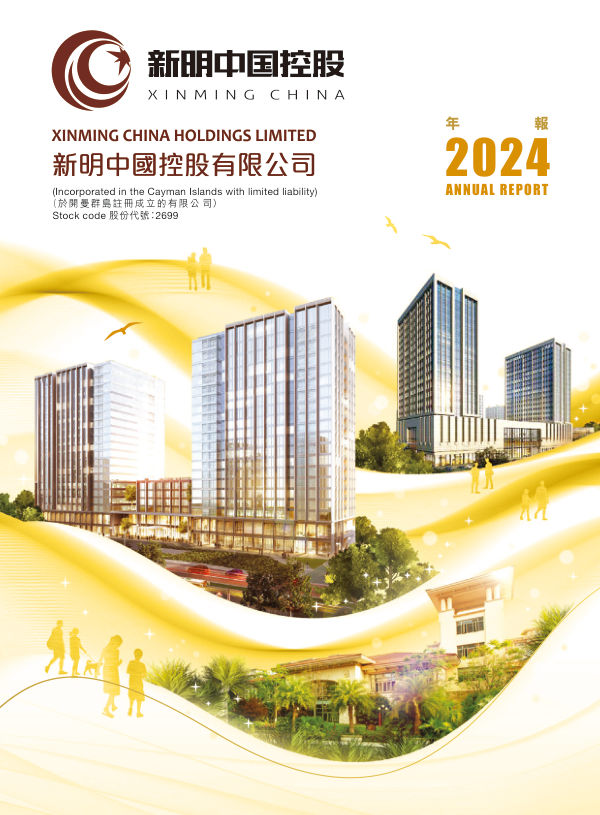 新明中国控股
XINMING CHINA
XINMING CHINA HOLDINGS LIMITED
新明中國控股有限公司
(Incorporated in the Cayman Islands with limited liability)
(於開曼群島註冊成立的有限公司)
Stock code 股份代號：2699
年報
2024
ANNUAL REPORT